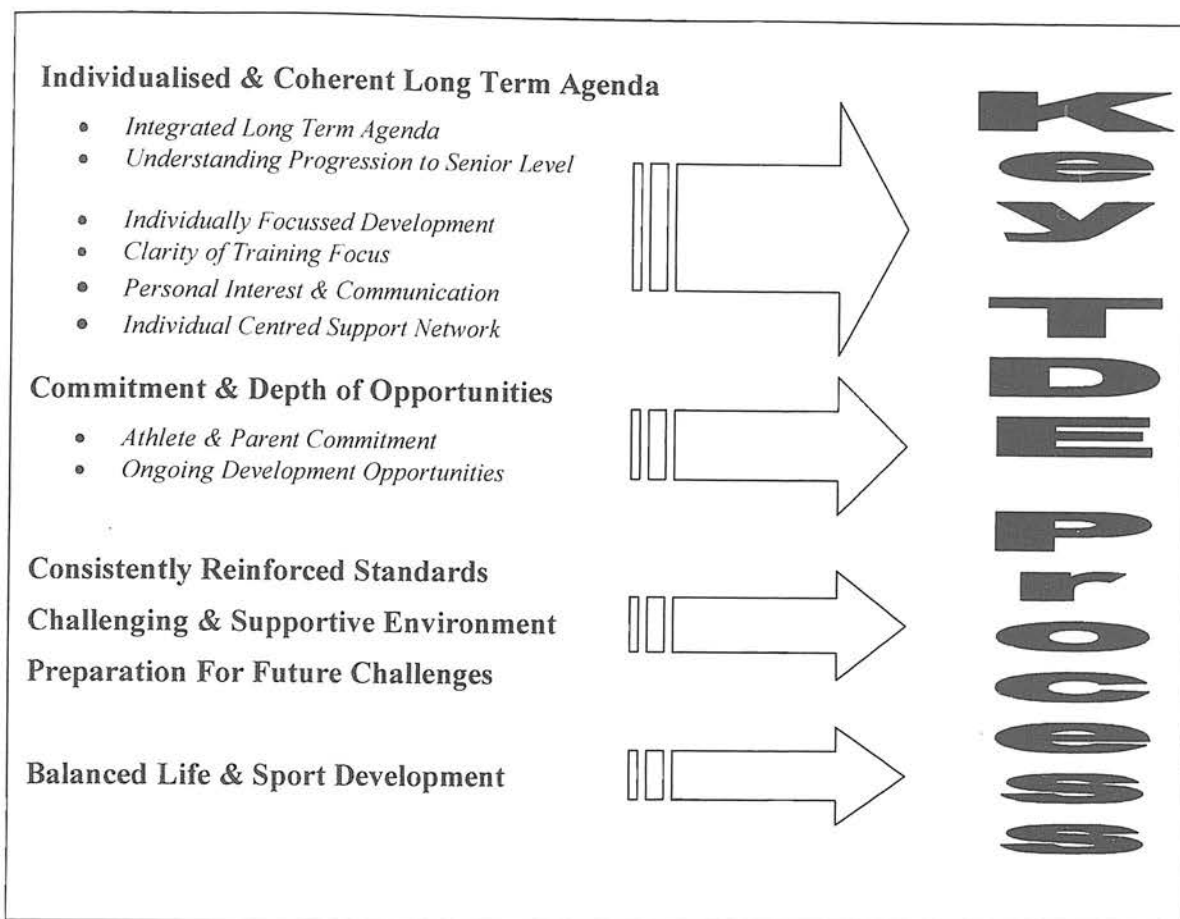 Individualised & Coherent Long Term Agenda
• Integrated Long Term Agenda
• Understanding Progression to Senior Level
• Individually Focussed Development
• Clarity of Training Focus
• Personal Interest & Communication
• Individual Centred Support Network
Commitment & Depth of Opportunities
• Athlete & Parent Commitment
• Ongoing Development Opportunities
Consistently Reinforced Standards
Challenging & Supportive Environment
Preparation For Future Challenges
Balanced Life & Sport Development
Key TDE Process